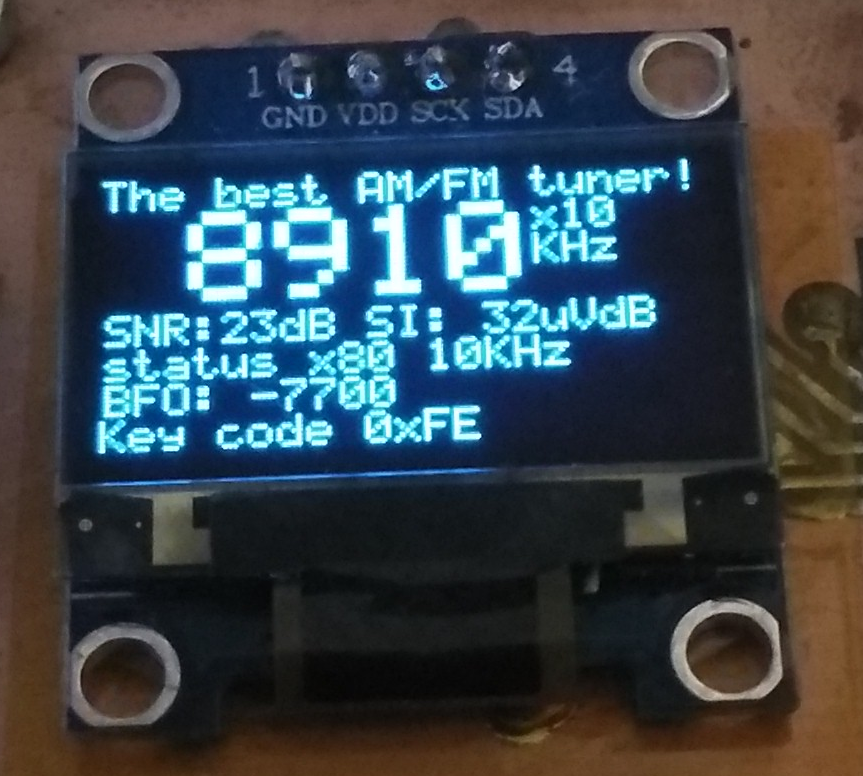 1 4
GND VDD SCK SDA
The best AM/FM tuner!
8910 x10
KHz
SNR:23dB SI: 32uVdB
status x80 10KHz
BFO: -7700
Key code 0xFE